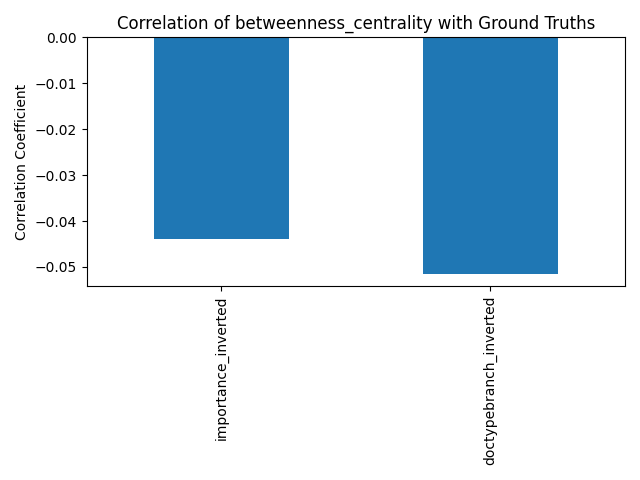 Correlation of betweenness_centrality with Ground Truths
Correlation Coefficient
0.00
−0.01
−0.02
−0.03
−0.04
−0.05
importance_inverted
doctypebranch_inverted